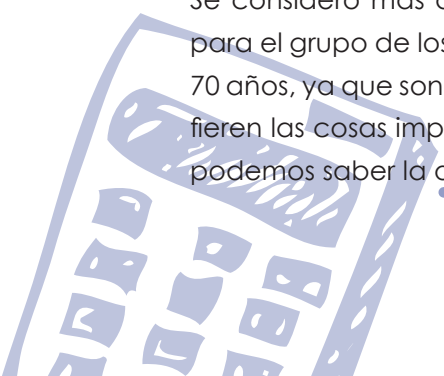 Se consideró más
para el grupo de los
70 años, ya que son
fieren las cosas imp
podemos saber la